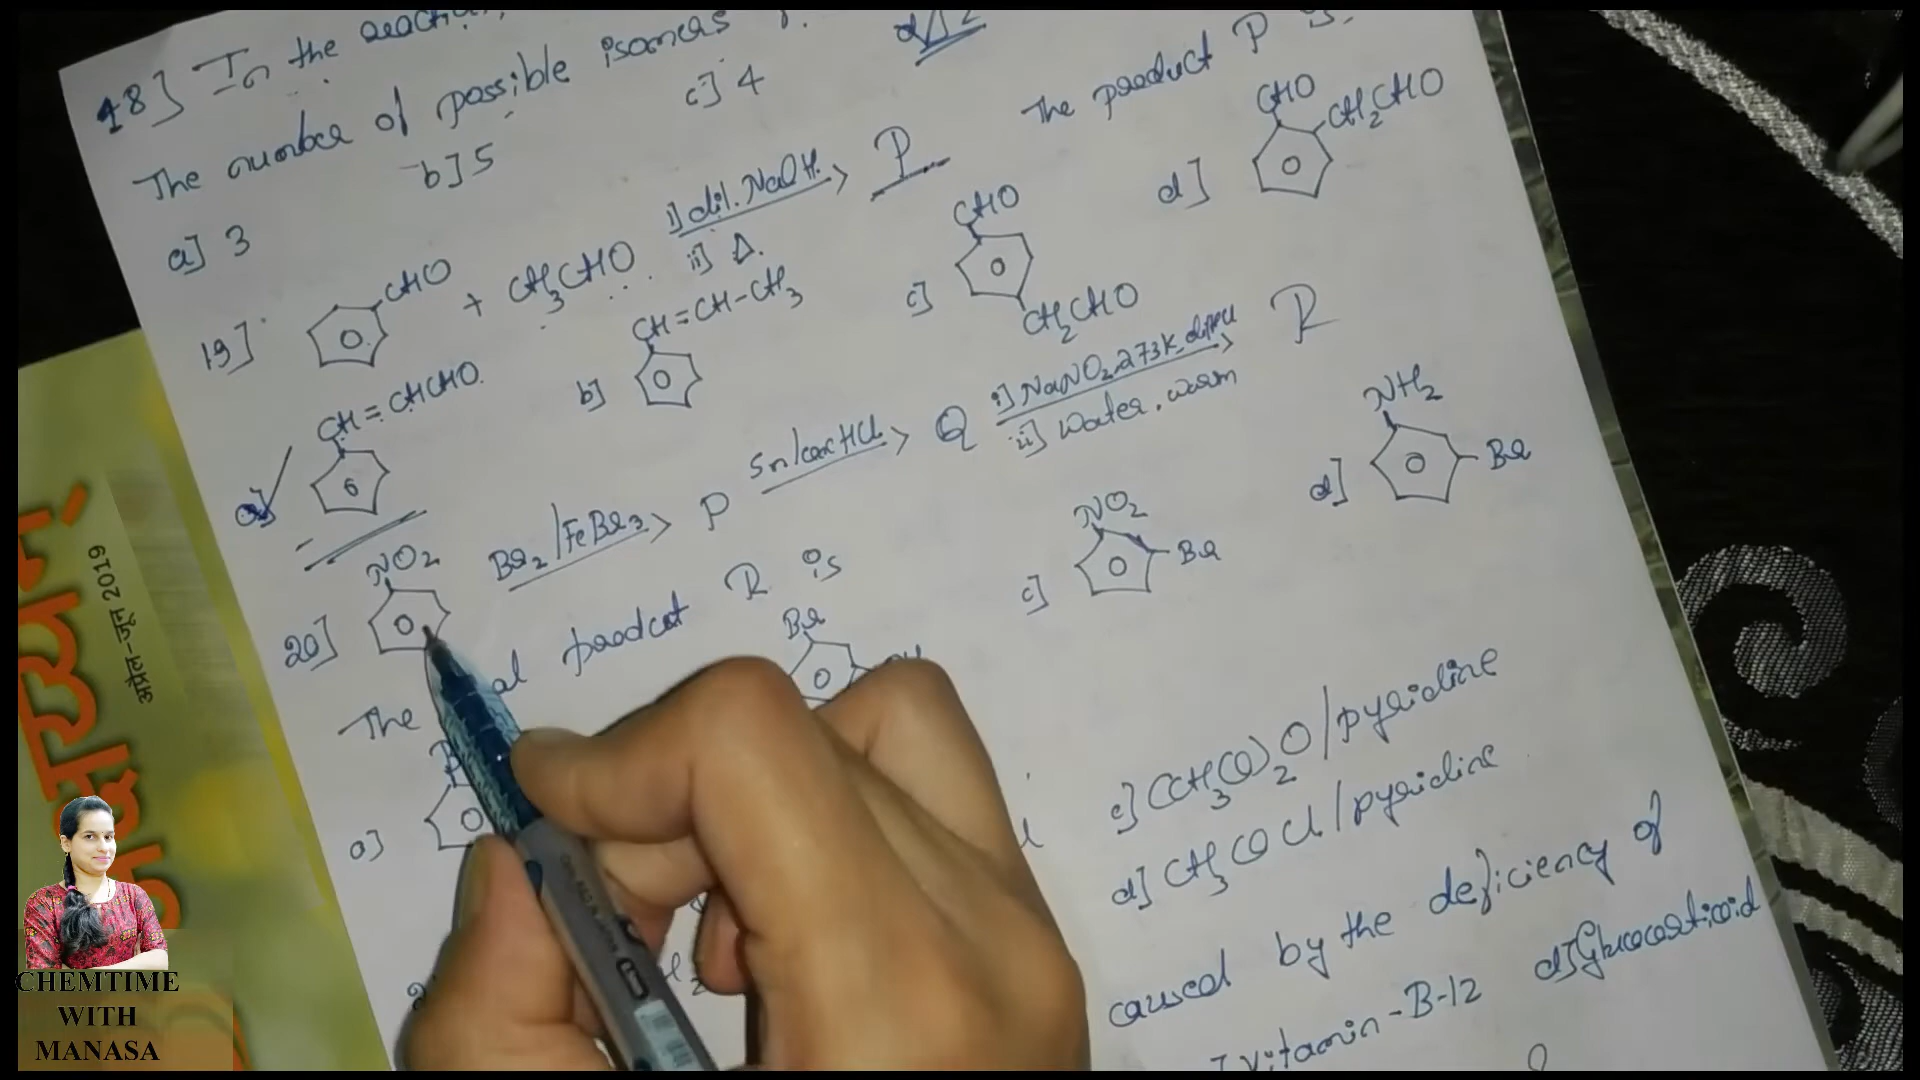 18] In the
The number of possible isomers
a] 3
b] 5
c] 4
19] CHO + CH3CHO i] dil. NaOH. ii] Δ. P The product P is
a] CH=CHCHO.
b] CH=CH-CH3
c] CHO CH2CHO
d] CHO CH2CHO
20] NO2 Br2/FeBr3 P Sn/conc HCl Q i] NaNO2, 273K, dil HCl ii] Water, warm R
The product R is
a]
Br
c] NO2 Br
d] NH2 Br
c] (CH3CO)2O/pyridine
d] CH3COCl/pyridine
caused by the deficiency of
vitamin-B-12 d] Glucocorticoid
अप्रैल-जून 2019
CHEMTIME
WITH
MANASA